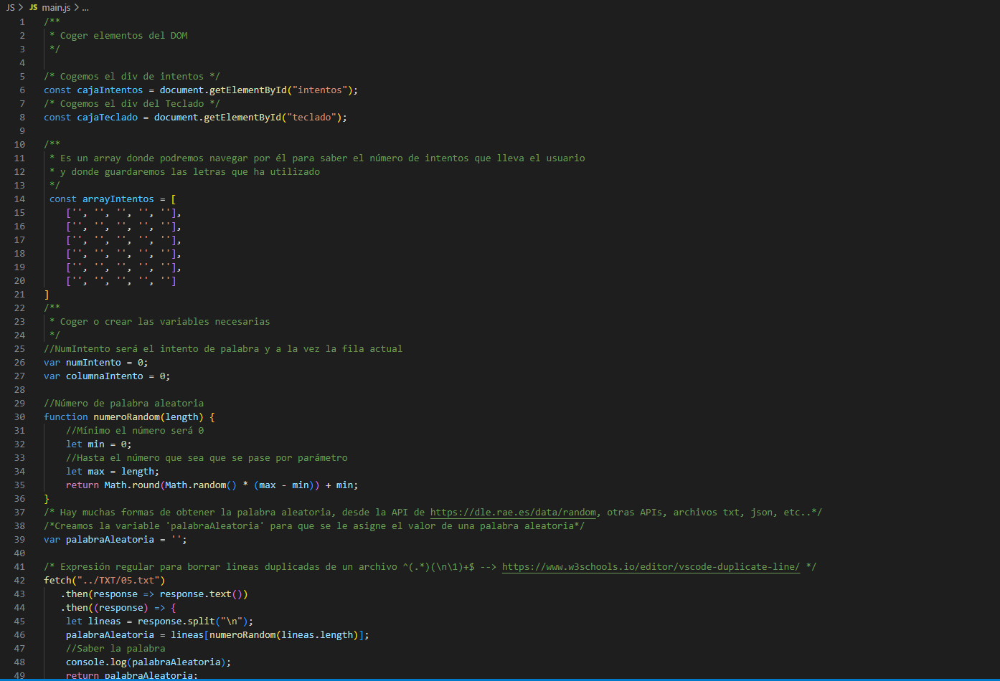 JS > JS main.js > ...
1 /**
2  * Coger elementos del DOM
3  */
4
5 /* Cogemos el div de intentos */
6 const cajaIntentos = document.getElementById("intentos");
7 /* Cogemos el div del Teclado */
8 const cajaTeclado = document.getElementById("teclado");
9
10 /**
11  * Es un array donde podremos navegar por él para saber el número de intentos que lleva el usuario
12  * y donde guardaremos las letras que ha utilizado
13  */
14  const arrayIntentos = [
15     ['', '', '', '', ''],
16     ['', '', '', '', ''],
17     ['', '', '', '', ''],
18     ['', '', '', '', ''],
19     ['', '', '', '', ''],
20     ['', '', '', '', '']
21 ]
22 /**
23  * Coger o crear las variables necesarias
24  */
25 //NumIntento será el intento de palabra y a la vez la fila actual
26 var numIntento = 0;
27 var columnaIntento = 0;
28
29 //Número de palabra aleatoria
30 function numeroRandom(length) {
31     //Mínimo el número será 0
32     let min = 0;
33     //Hasta el número que sea que se pase por parámetro
34     let max = length;
35     return Math.round(Math.random() * (max - min)) + min;
36 }
37 /* Hay muchas formas de obtener la palabra aleatoria, desde la API de https://dle.rae.es/data/random, otras APIs, archivos txt, json, etc..*/
38 /*Creamos la variable 'palabraAleatoria' para que se le asigne el valor de una palabra aleatoria*/
39 var palabraAleatoria = '';
40
41 /* Expresión regular para borrar lineas duplicadas de un archivo ^(.*)(\n\1)+$ --> https://www.w3schools.io/editor/vscode-duplicate-line/ */
42 fetch("../TXT/05.txt")
43    .then(response => response.text())
44    .then((response) => {
45     let lineas = response.split("\n");
46     palabraAleatoria = lineas[numeroRandom(lineas.length)];
47     //Saber la palabra
48     console.log(palabraAleatoria);
49     return palabraAleatoria;